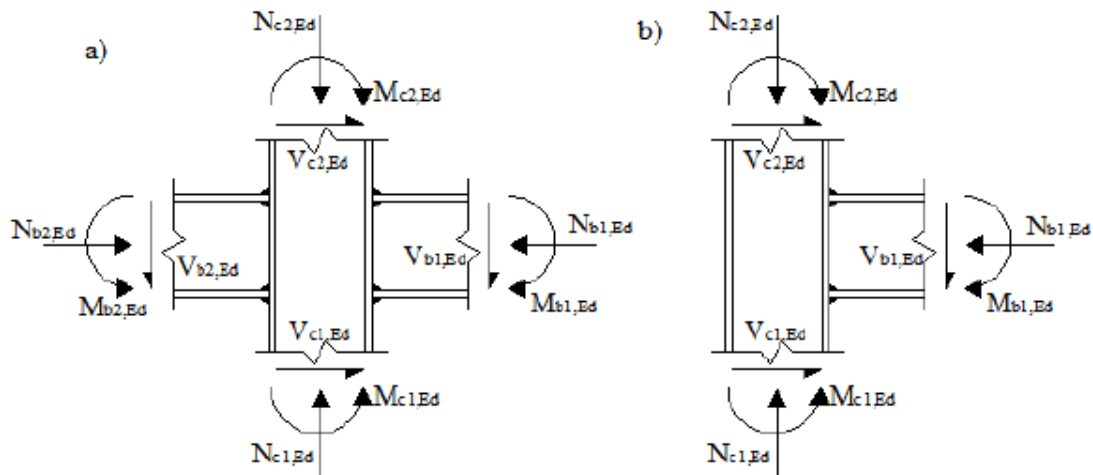 a)
Nc2,Ed
Mc2,Ed
Vc2,Ed
Nb2,Ed
Vb2,Ed
Mb2,Ed
Nb1,Ed
Vb1,Ed
Mb1,Ed
Vc1,Ed
Mc1,Ed
Nc1,Ed
b)
Nc2,Ed
Mc2,Ed
Vc2,Ed
Nb1,Ed
Vb1,Ed
Mb1,Ed
Vc1,Ed
Mc1,Ed
Nc1,Ed